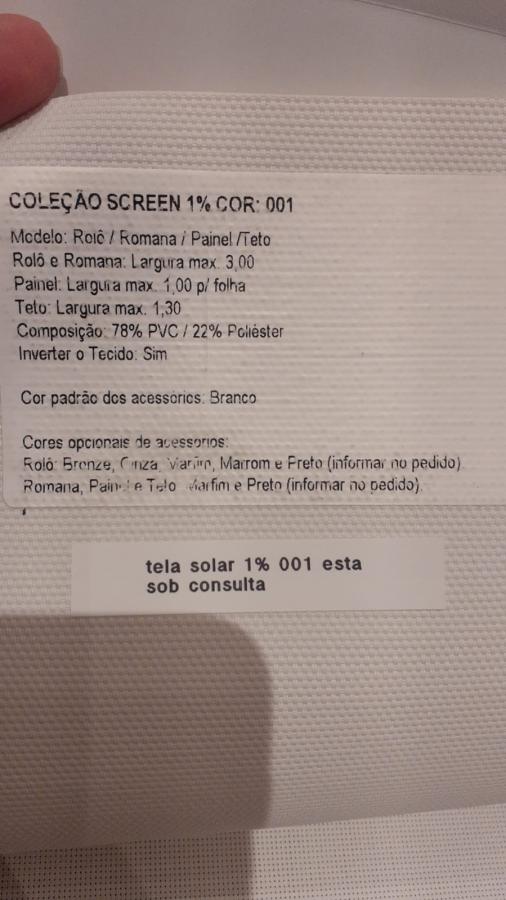 COLEÇÃO SCREEN 1% COR: 001
Modelo: Rolô / Romana / Painel /Teto
Rolô e Romana: Largura max. 3,00
Painel: Largura max. 1,00 p/ folha
Teto: Largura max. 1,30
Composição: 78% PVC / 22% Poliéster
Inverter o Tecido: Sim
Cor padrão dos acessórios: Branco
Cores opcionais de acessorios:
Rolô: Bronze, Cinza, Marfim, Marrom e Preto (informar no pedido).
Romana, Painel e Teto Marfim e Preto (informar no pedido).
tela solar 1% 001 esta
sob consulta